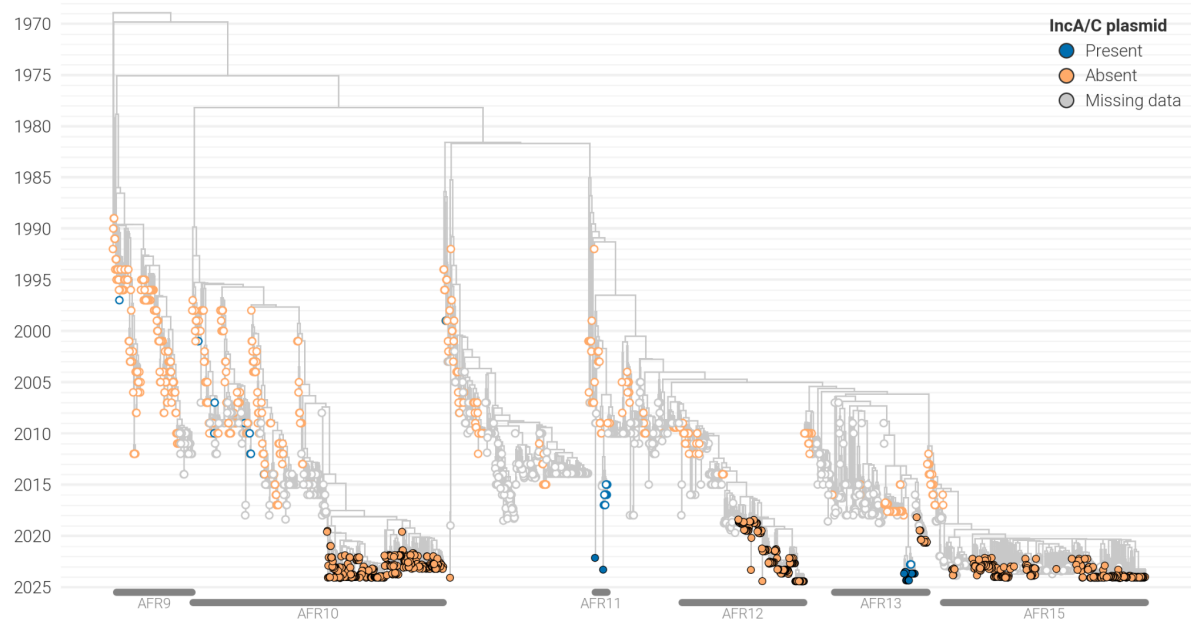 IncA/C plasmid
Present
Absent
Missing data
1970
1975
1980
1985
1990
1995
2000
2005
2010
2015
2020
2025
AFR9
AFR10
AFR11
AFR12
AFR13
AFR15